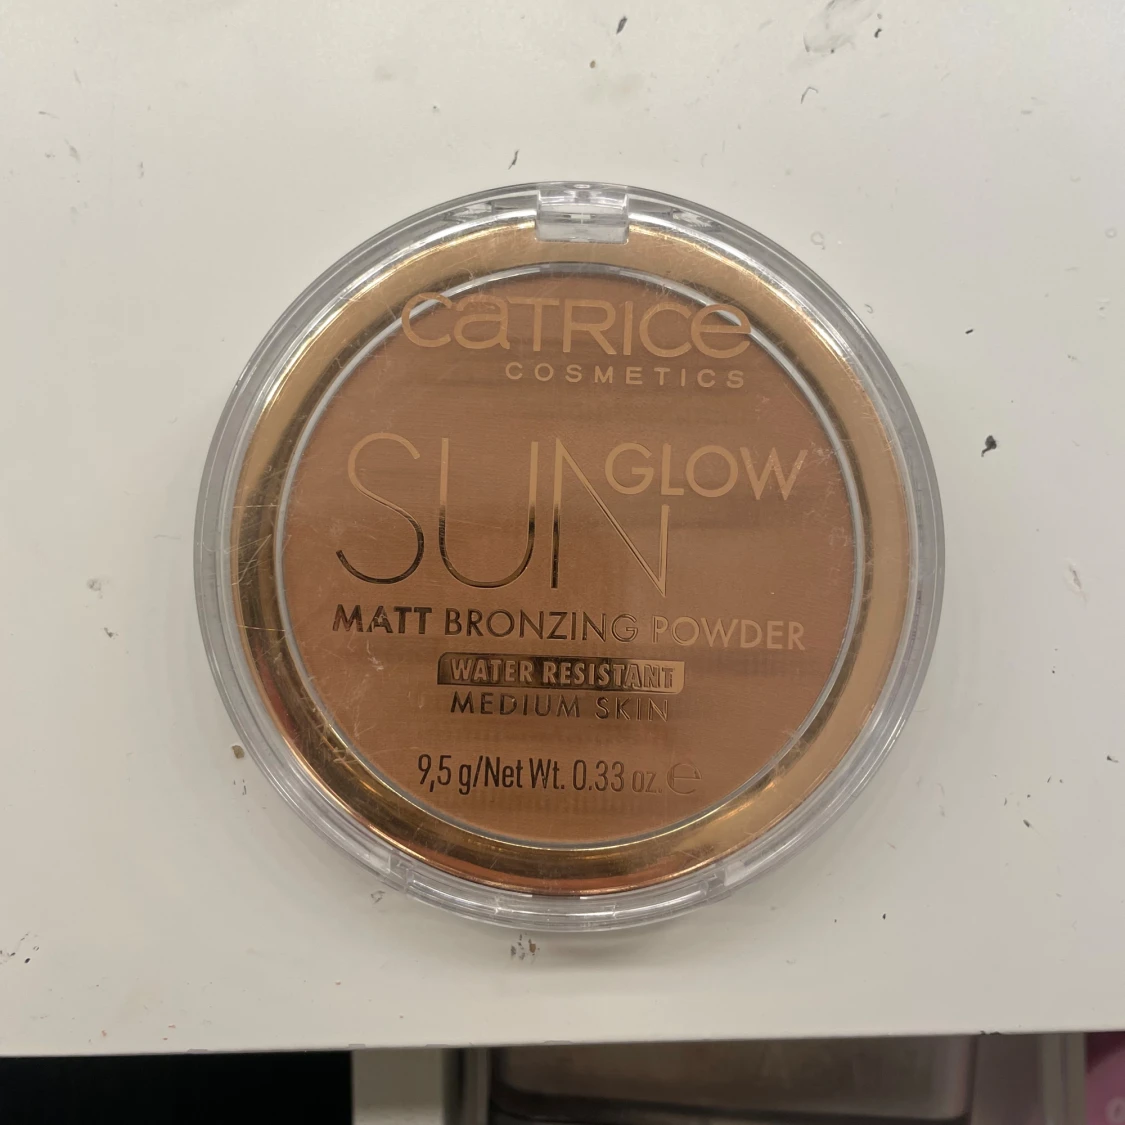 CATRICE
COSMETICS
SUN GLOW
MATT BRONZING POWDER
WATER RESISTANT
MEDIUM SKIN
9,5 g/Net Wt. 0.33 oz. ℮